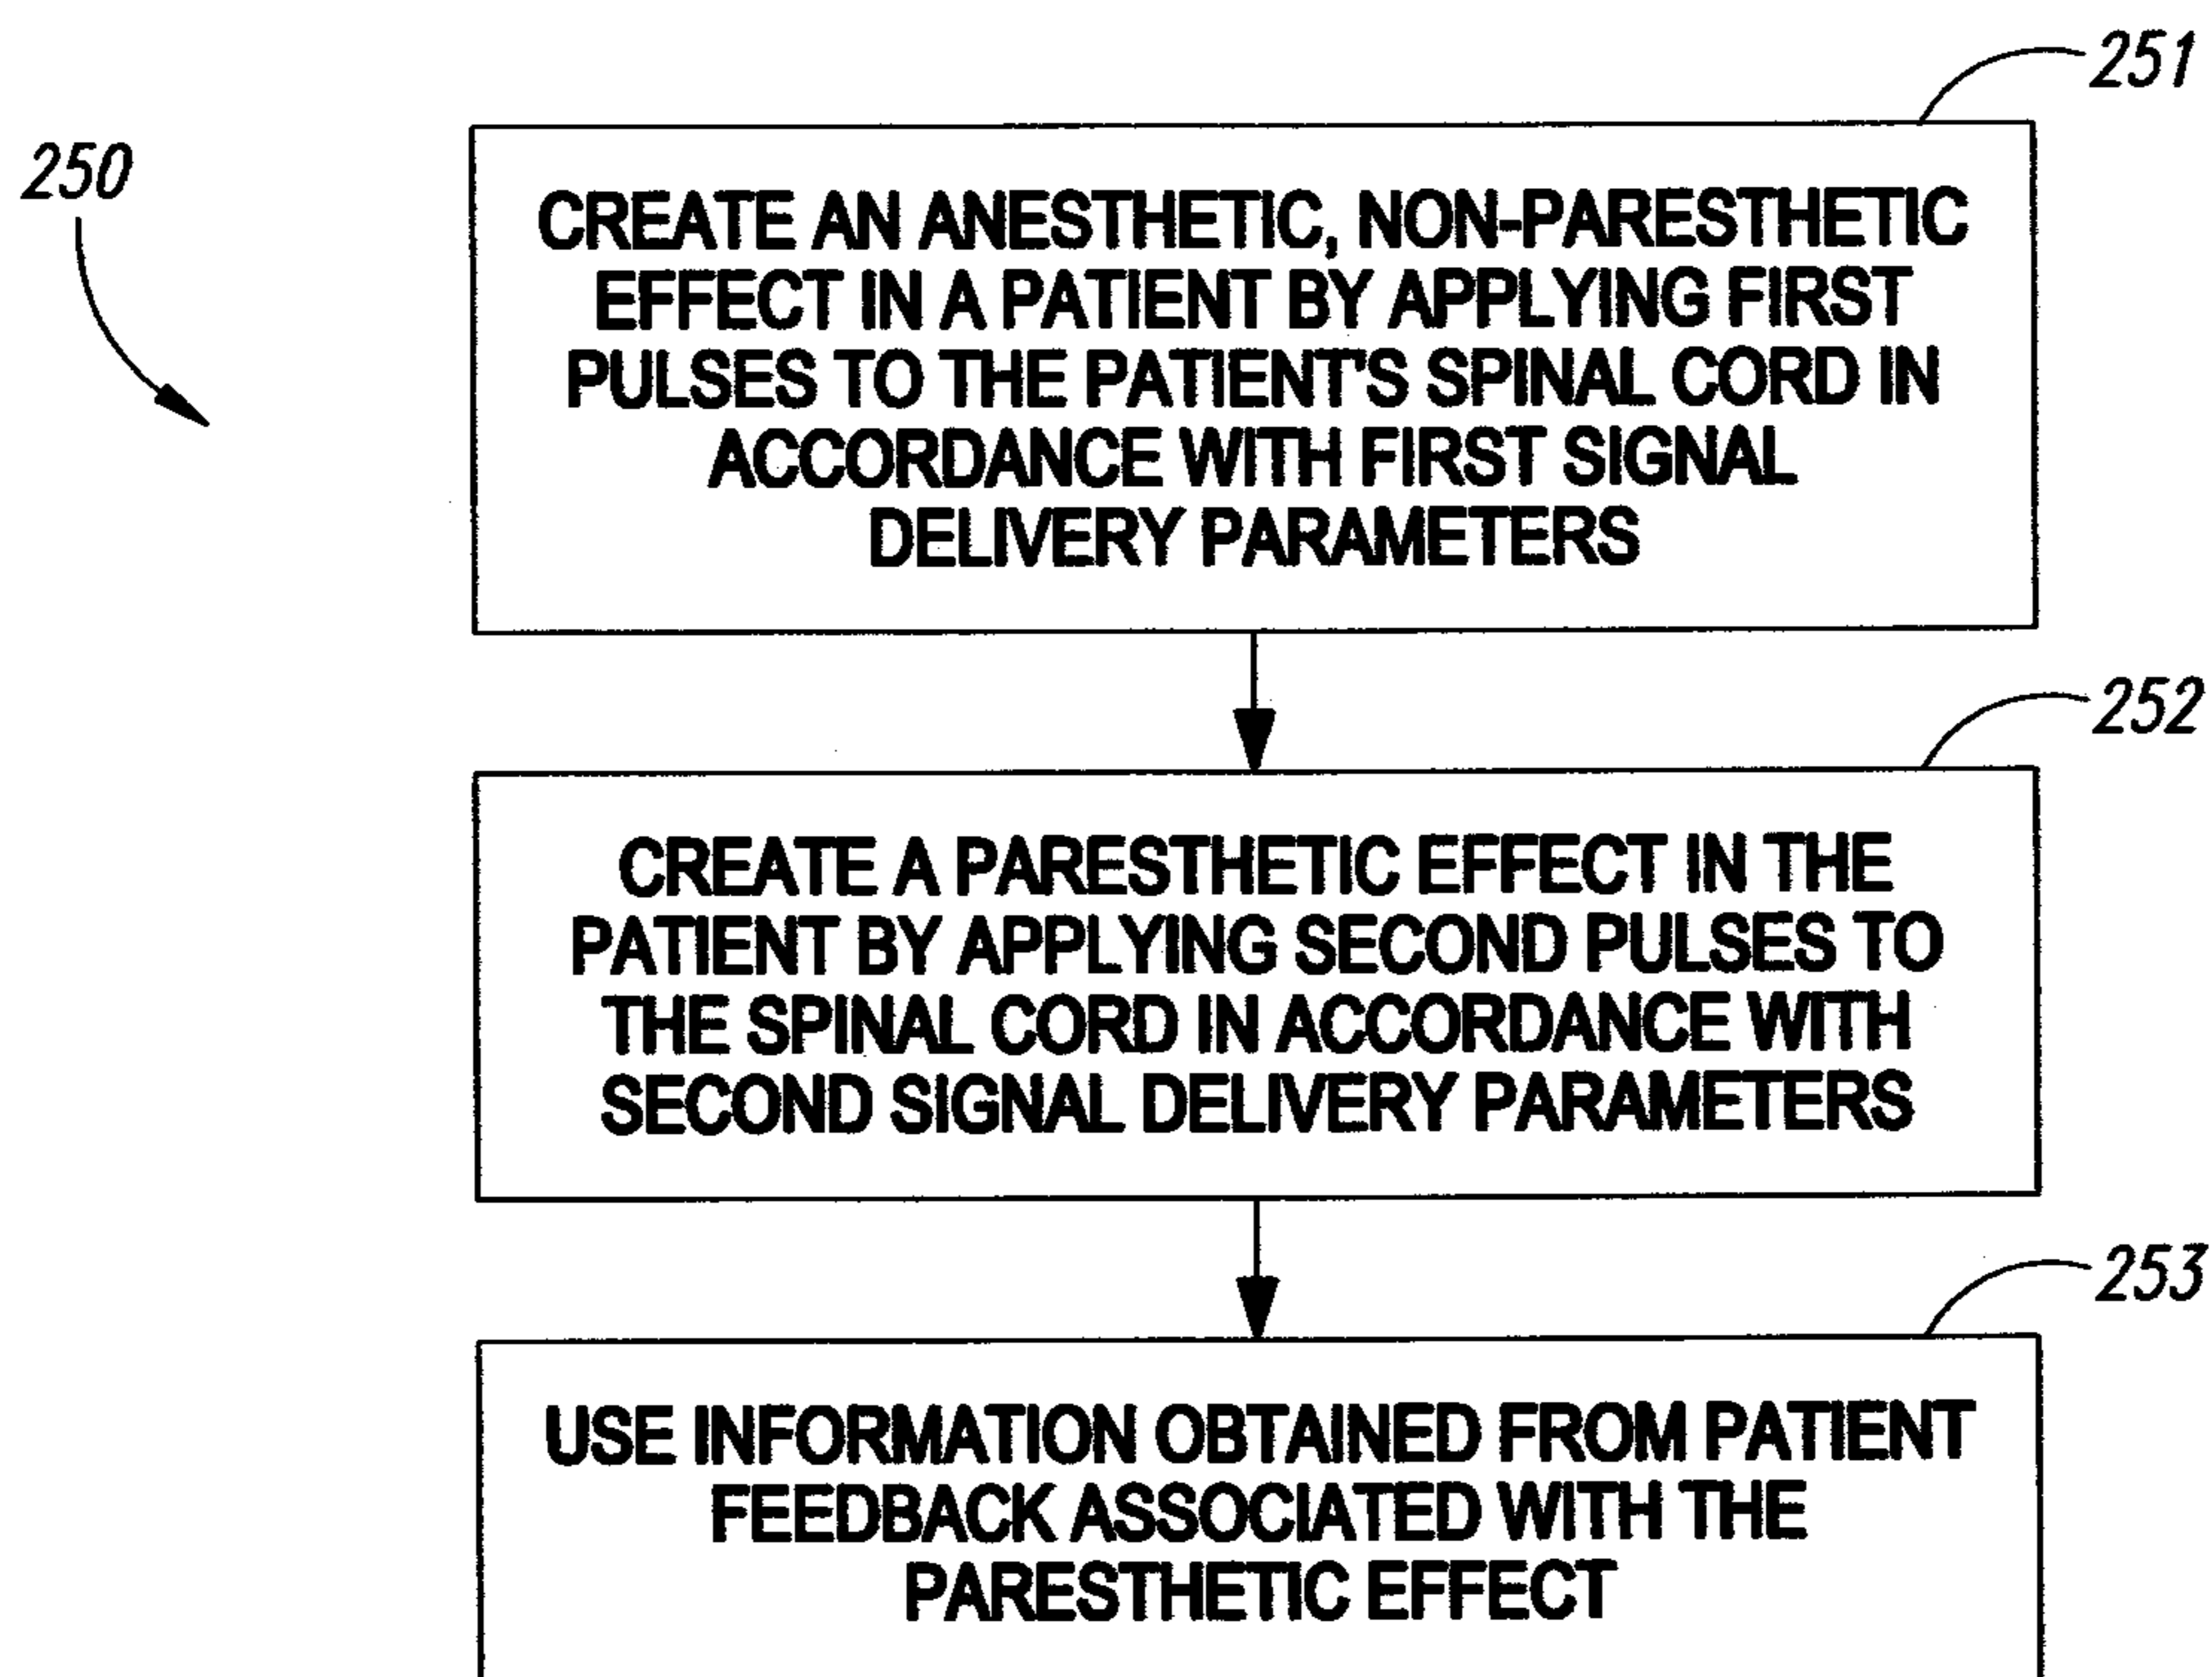 251
250
CREATE AN ANESTHETIC, NON-PARESTHETIC
EFFECT IN A PATIENT BY APPLYING FIRST
PULSES TO THE PATIENT'S SPINAL CORD IN
ACCORDANCE WITH FIRST SIGNAL
DELIVERY PARAMETERS
252
CREATE A PARESTHETIC EFFECT IN THE
PATIENT BY APPLYING SECOND PULSES TO
THE SPINAL CORD IN ACCORDANCE WITH
SECOND SIGNAL DELIVERY PARAMETERS
253
USE INFORMATION OBTAINED FROM PATIENT
FEEDBACK ASSOCIATED WITH THE
PARESTHETIC EFFECT